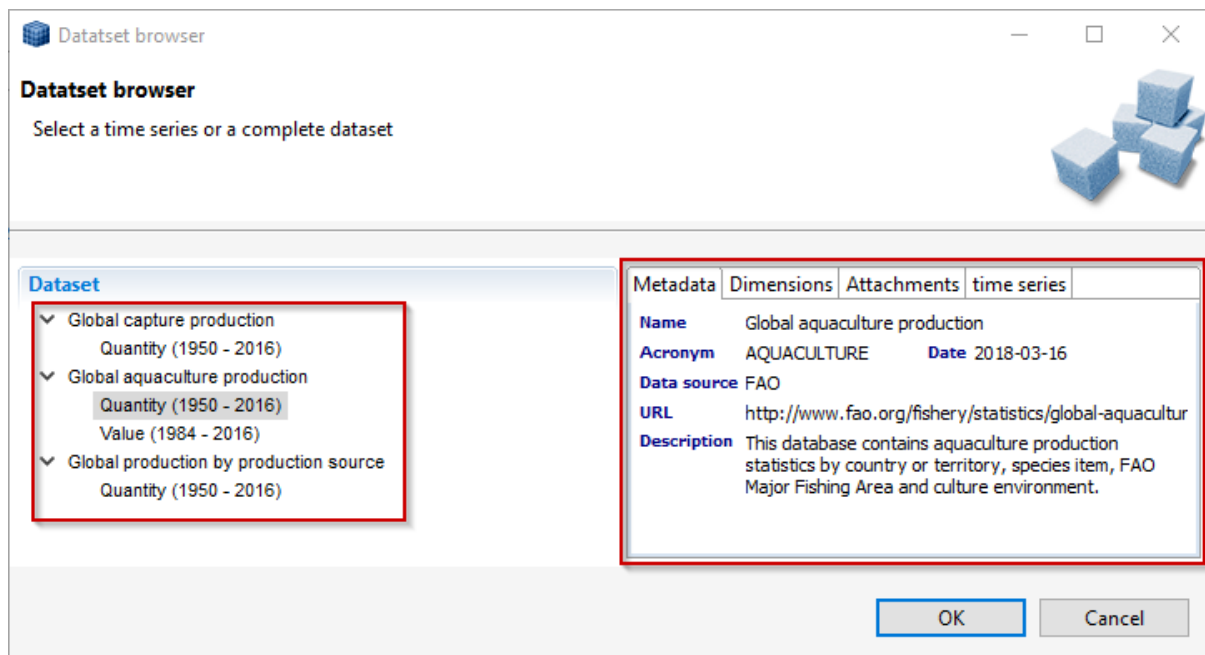 Datatset browser
Datatset browser
Select a time series or a complete dataset
Dataset
Global capture production
Quantity (1950 - 2016)
Global aquaculture production
Quantity (1950 - 2016)
Value (1984 - 2016)
Global production by production source
Quantity (1950 - 2016)
Metadata Dimensions Attachments time series
Name Global aquaculture production
Acronym AQUACULTURE Date 2018-03-16
Data source FAO
URL http://www.fao.org/fishery/statistics/global-aquacultur
Description This database contains aquaculture production
statistics by country or territory, species item, FAO
Major Fishing Area and culture environment.
OK Cancel